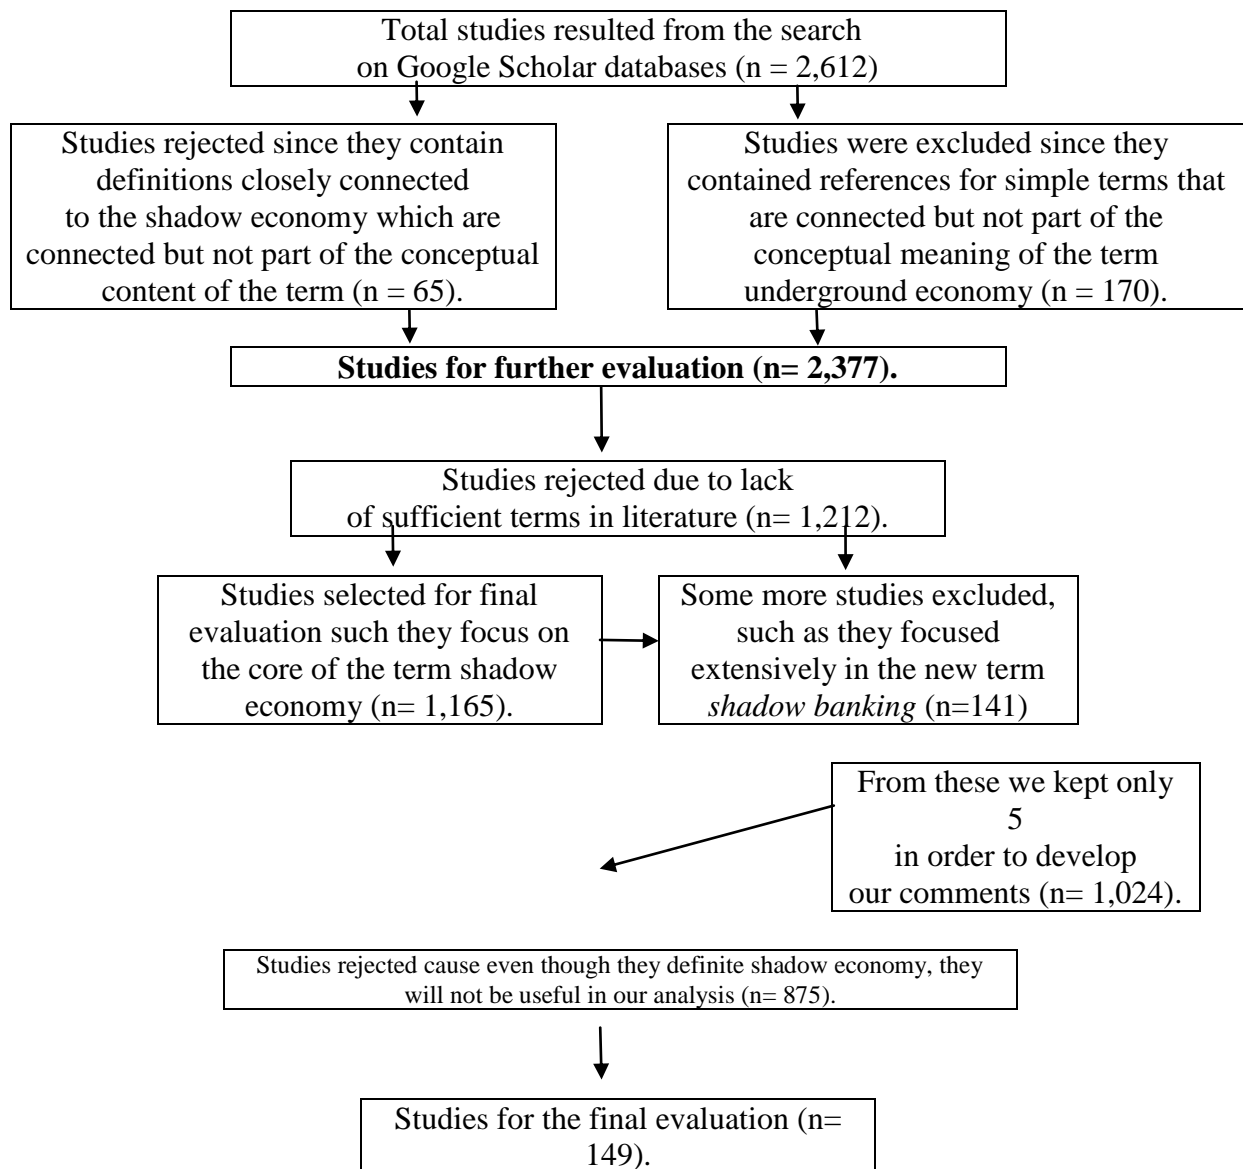 Total studies resulted from the search
on Google Scholar databases (n = 2,612)
Studies rejected since they contain
definitions closely connected
to the shadow economy which are
connected but not part of the conceptual
content of the term (n = 65).
Studies were excluded since they
contained references for simple terms that
are connected but not part of the
conceptual meaning of the term
underground economy (n = 170).
Studies for further evaluation (n= 2,377).
Studies rejected due to lack
of sufficient terms in literature (n= 1,212).
Studies selected for final
evaluation such they focus on
the core of the term shadow
economy (n= 1,165).
Some more studies excluded,
such as they focused
extensively in the new term
shadow banking (n=141)
From these we kept only
5
in order to develop
our comments (n= 1,024).
Studies rejected cause even though they definite shadow economy, they
will not be useful in our analysis (n= 875).
Studies for the final evaluation (n=
149).